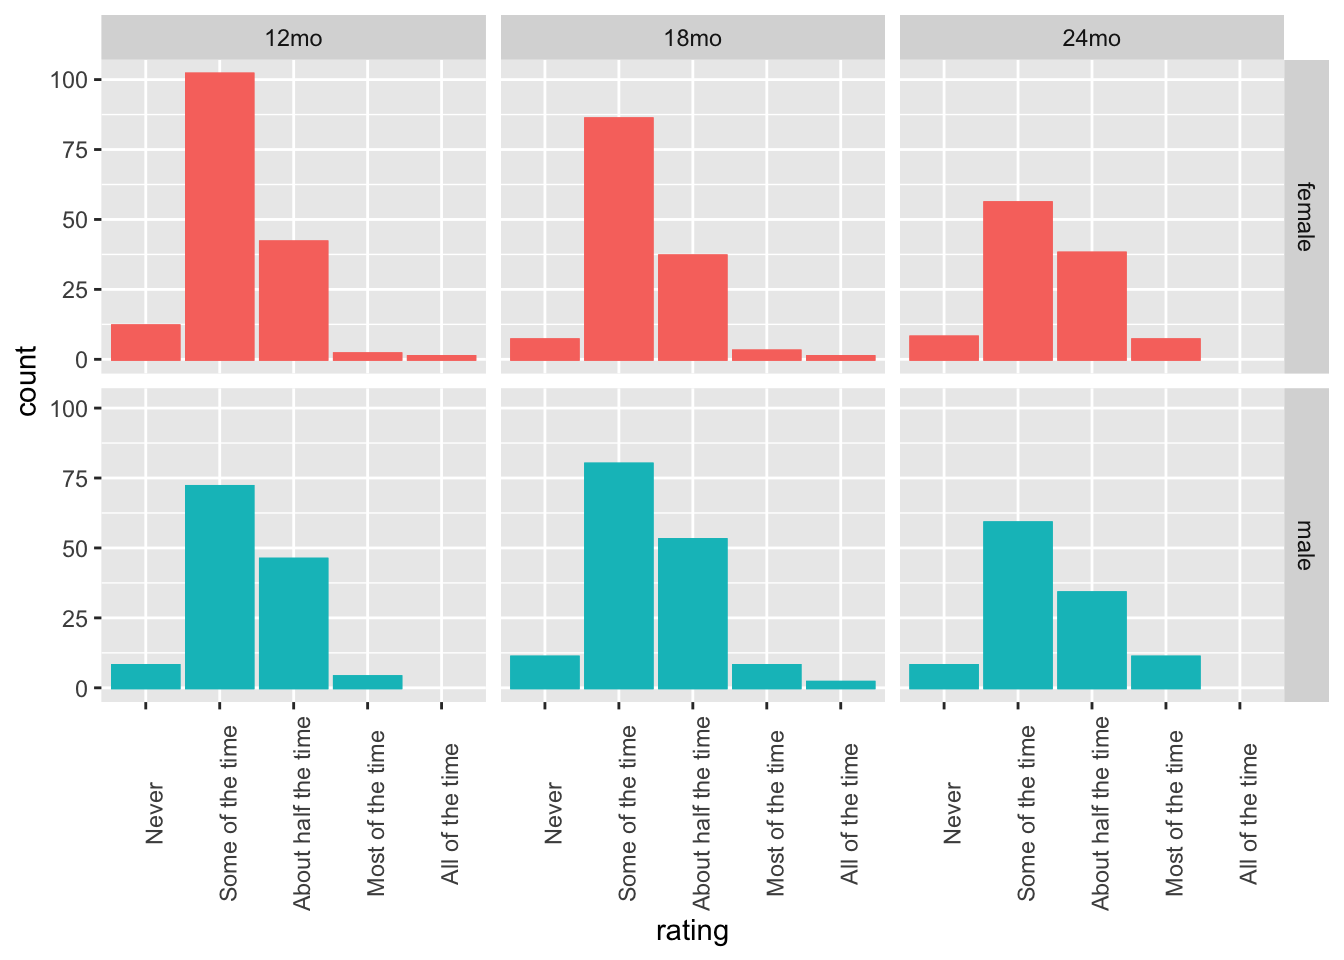 12mo 18mo 24mo
100
75
50
25
0
female
count
100
75
50
25
0
male
Never
Some of the time
About half the time
Most of the time
All of the time
Never
Some of the time
About half the time
Most of the time
All of the time
Never
Some of the time
About half the time
Most of the time
All of the time
rating